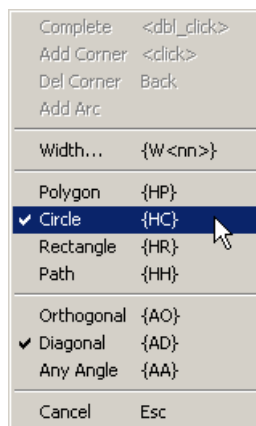 Complete <dbl_click>
Add Corner <click>
Del Corner Back
Add Arc
Width... {W<nn>}
Polygon {HP}
Circle {HC}
Rectangle {HR}
Path {HH}
Orthogonal {AO}
Diagonal {AD}
Any Angle {AA}
Cancel Esc